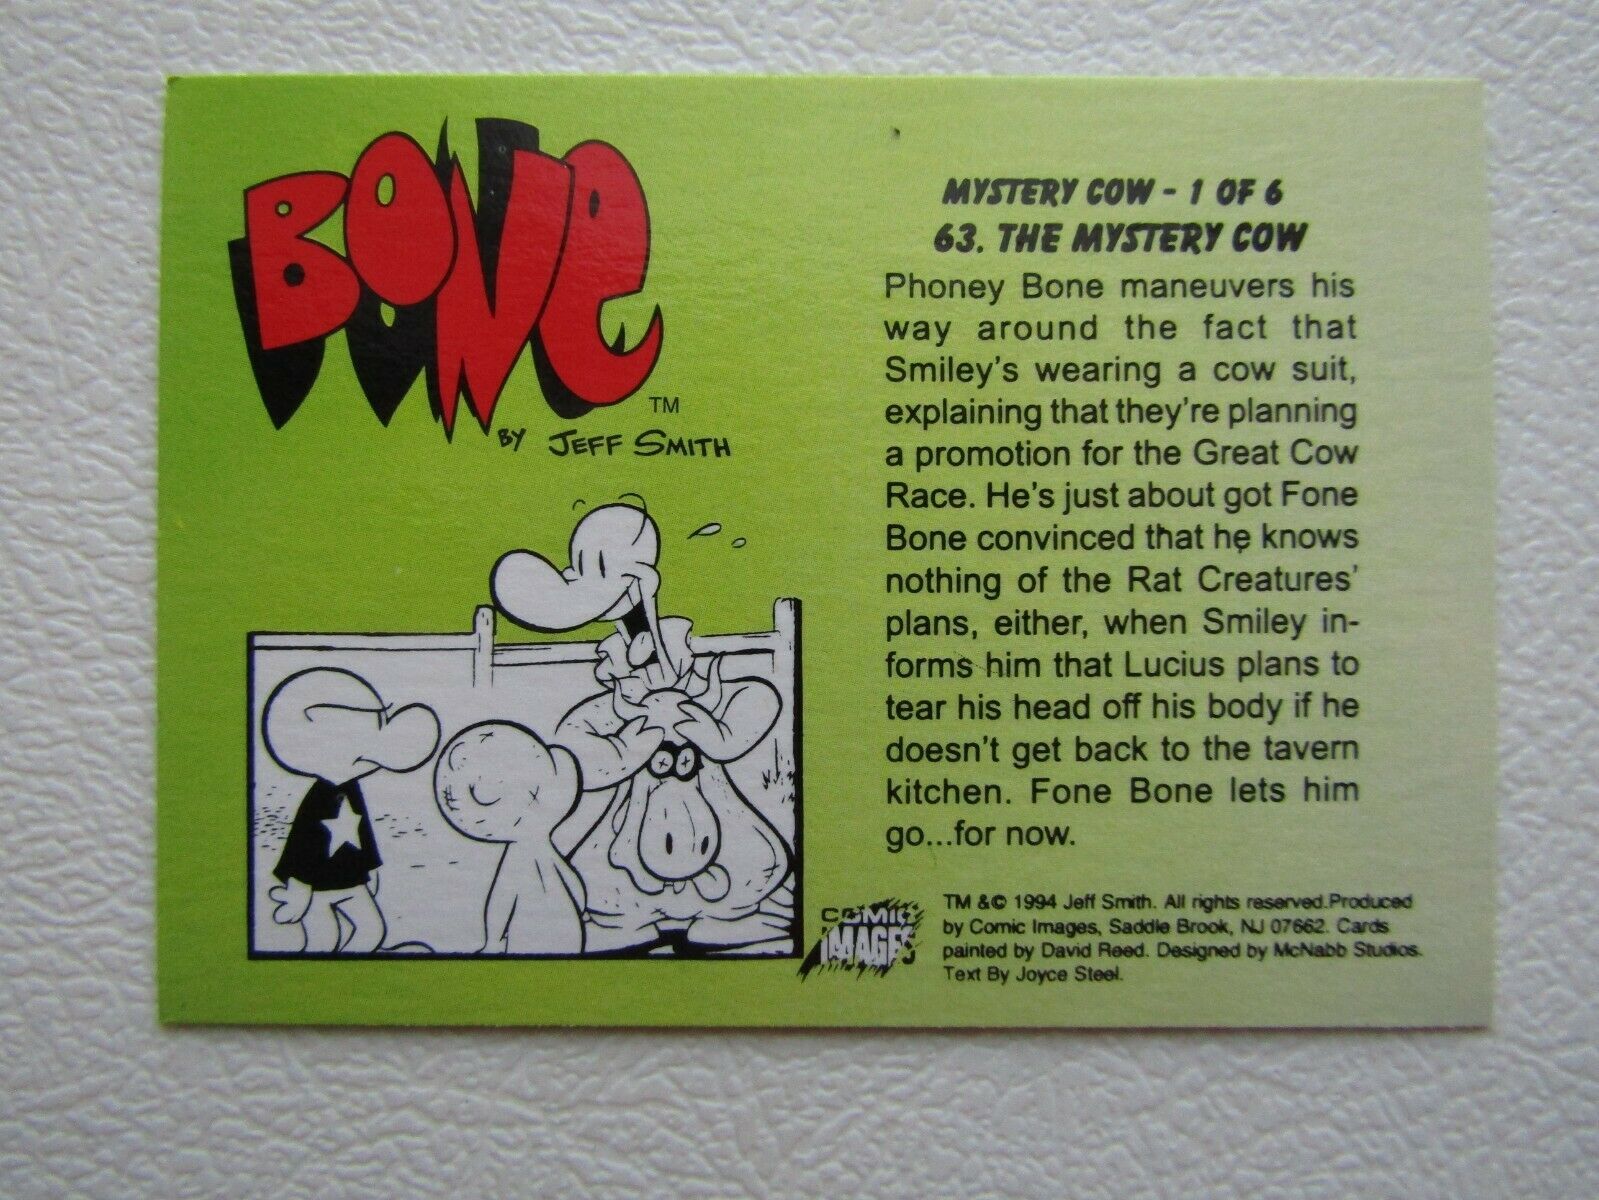 BONE
TM
BY JEFF SMITH
MYSTERY COW - 1 OF 6
63. THE MYSTERY COW
Phoney Bone maneuvers his
way around the fact that
Smiley's wearing a cow suit,
explaining that they're planning
a promotion for the Great Cow
Race. He's just about got Fone
Bone convinced that he knows
nothing of the Rat Creatures'
plans, either, when Smiley in-
forms him that Lucius plans to
tear his head off his body if he
doesn't get back to the tavern
kitchen. Fone Bone lets him
go...for now.
COMIC
IMAGES
TM &© 1994 Jeff Smith. All rights reserved.Produced
by Comic Images, Saddle Brook, NJ 07662. Cards
painted by David Reed. Designed by McNabb Studios.
Text By Joyce Steel.